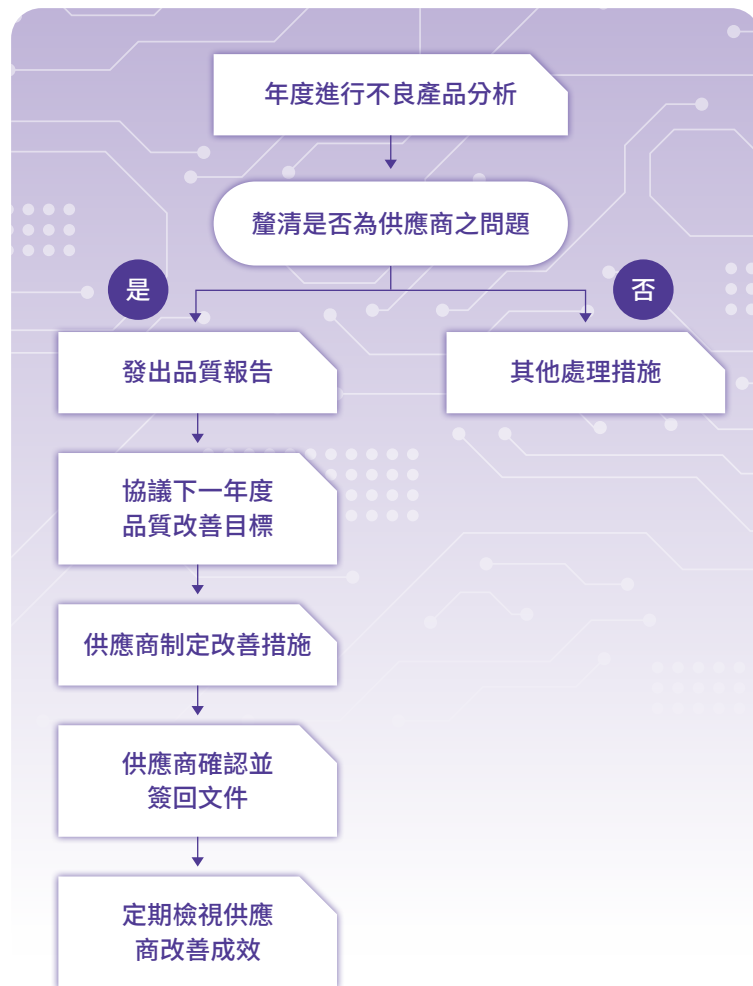 年度進行不良產品分析
釐清是否為供應商之問題
是
否
發出品質報告
其他處理措施
協議下一年度
品質改善目標
供應商制定改善措施
供應商確認並
簽回文件
定期檢視供應
商改善成效